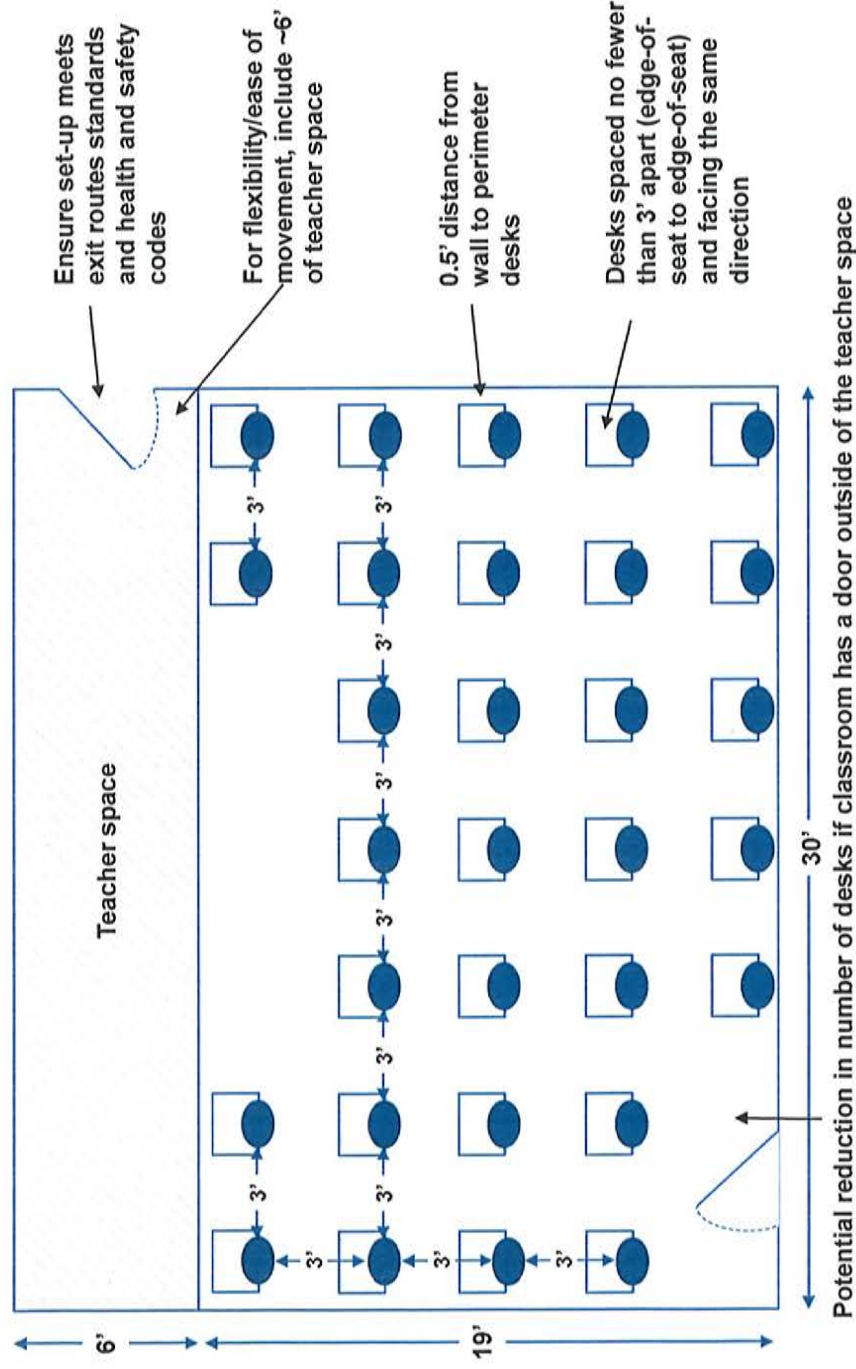 Ensure set-up meets
exit routes standards
and health and safety
codes
For flexibility/ease of
movement, include ~6'
of teacher space
0.5' distance from
wall to perimeter
desks
Desks spaced no fewer
than 3' apart (edge-of-
seat to edge-of-seat)
and facing the same
direction
6'
Teacher space
19'
3'
3'
3'
3'
3'
3'
3'
3'
3'
3'
3'
30'
Potential reduction in number of desks if classroom has a door outside of the teacher space